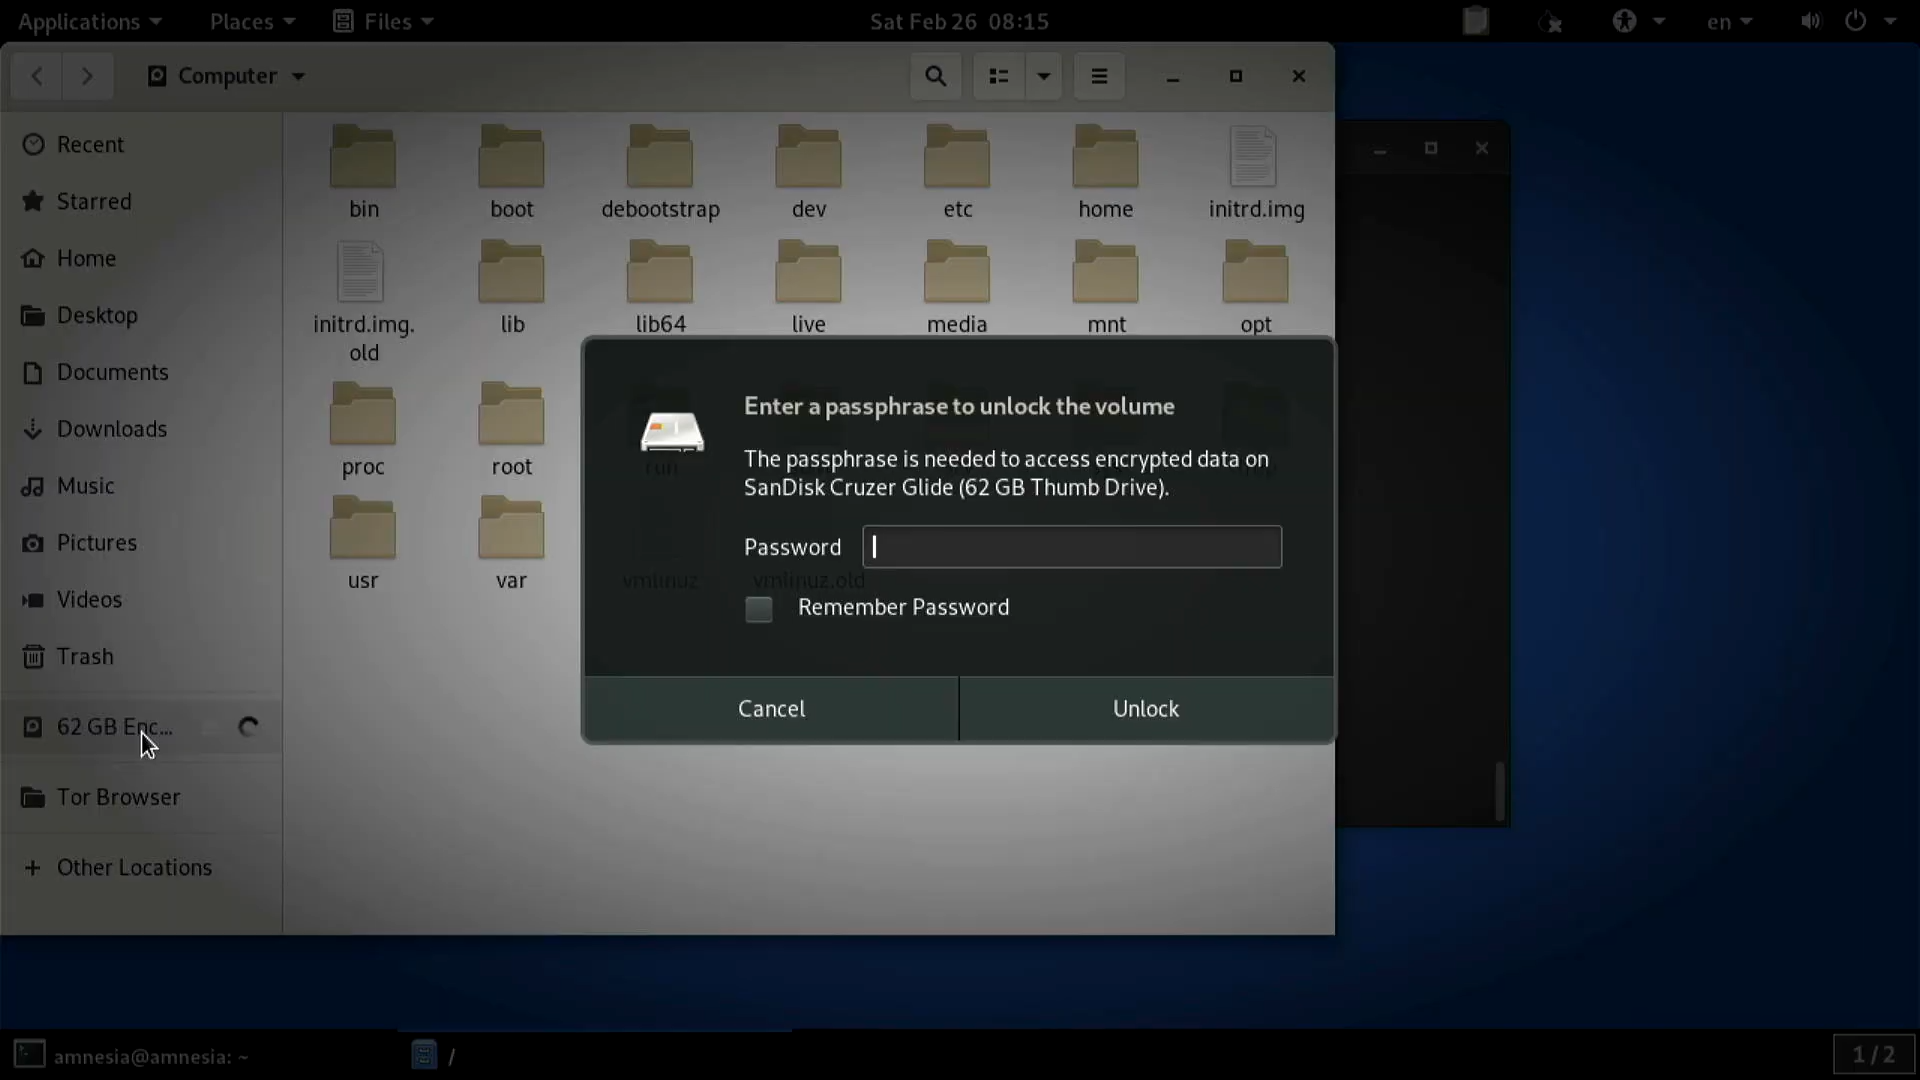 Applications Places Files Sat Feb 26 08:15 en
Computer
Recent
Starred
Home
Desktop
Documents
Downloads
Music
Pictures
Videos
Trash
62 GB Enc...
Tor Browser
Other Locations
bin boot debootstrap dev etc home initrd.img
initrd.img. lib lib64 live media mnt opt
old
proc root run
usr var vmlinuz vmlinuz.old
Enter a passphrase to unlock the volume
The passphrase is needed to access encrypted data on
SanDisk Cruzer Glide (62 GB Thumb Drive).
Password
Remember Password
Cancel Unlock
amnesia@amnesia: ~ / 1 / 2